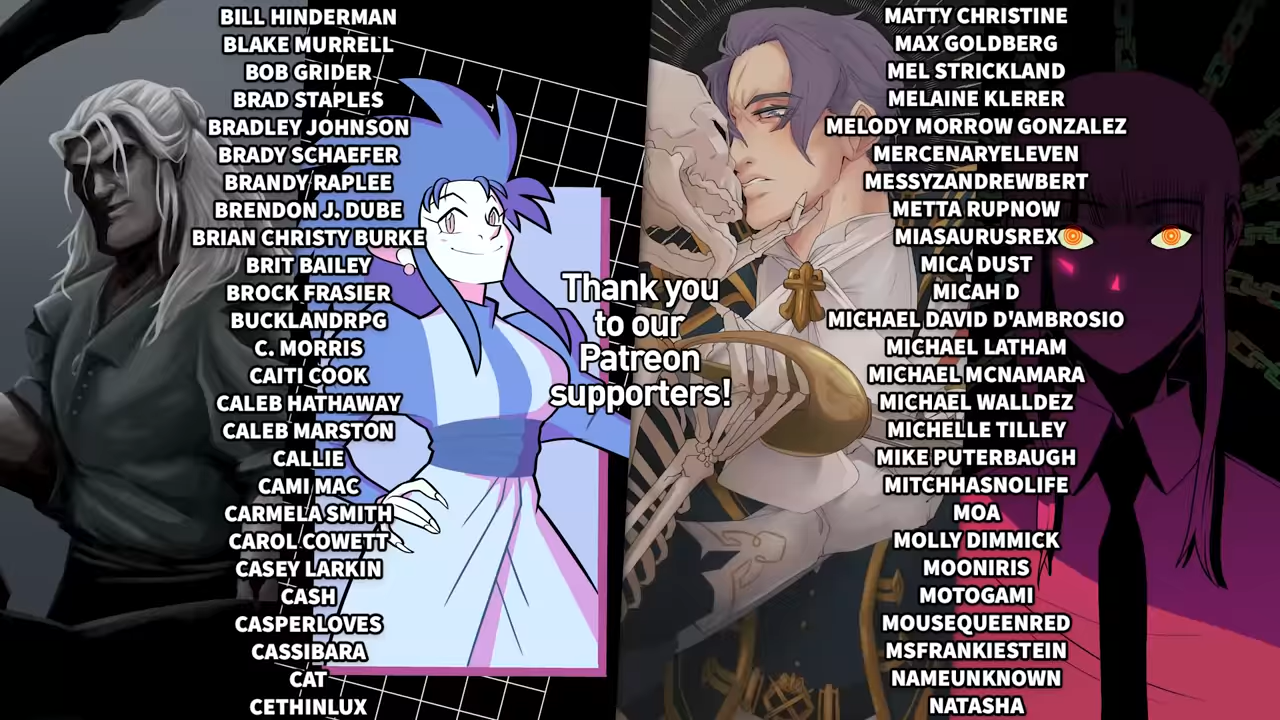 BILL HINDERMAN
BLAKE MURRELL
BOB GRIDER
BRAD STAPLES
BRADLEY JOHNSON
BRADY SCHAEFER
BRANDY RAPLEE
BRENDON J. DUBE
BRIAN CHRISTY BURKE
BRIT BAILEY
BROCK FRASIER
BUCKLANDRPG
C. MORRIS
CAITI COOK
CALEB HATHAWAY
CALEB MARSTON
CALLIE
CAMI MAC
CARMELA SMITH
CAROL COWETT
CASEY LARKIN
CASH
CASPERLOVES
CASSIBARA
CAT
CETHINLUX
Thank you
to our
Patreon
supporters!
MATTY CHRISTINE
MAX GOLDBERG
MEL STRICKLAND
MELAINE KLERER
MELODY MORROW GONZALEZ
MERCENARYELEVEN
MESSYZANDREWBERT
METTA RUPNOW
MIASAURUSREX
MICA DUST
MICAH D
MICHAEL DAVID D'AMBROSIO
MICHAEL LATHAM
MICHAEL MCNAMARA
MICHAEL WALLDEZ
MICHELLE TILLEY
MIKE PUTERBAUGH
MITCHHASNOLIFE
MOA
MOLLY DIMMICK
MOONIRIS
MOTOGAMI
MOUSEQUEENRED
MSFRANKIESTEIN
NAMEUNKNOWN
NATASHA